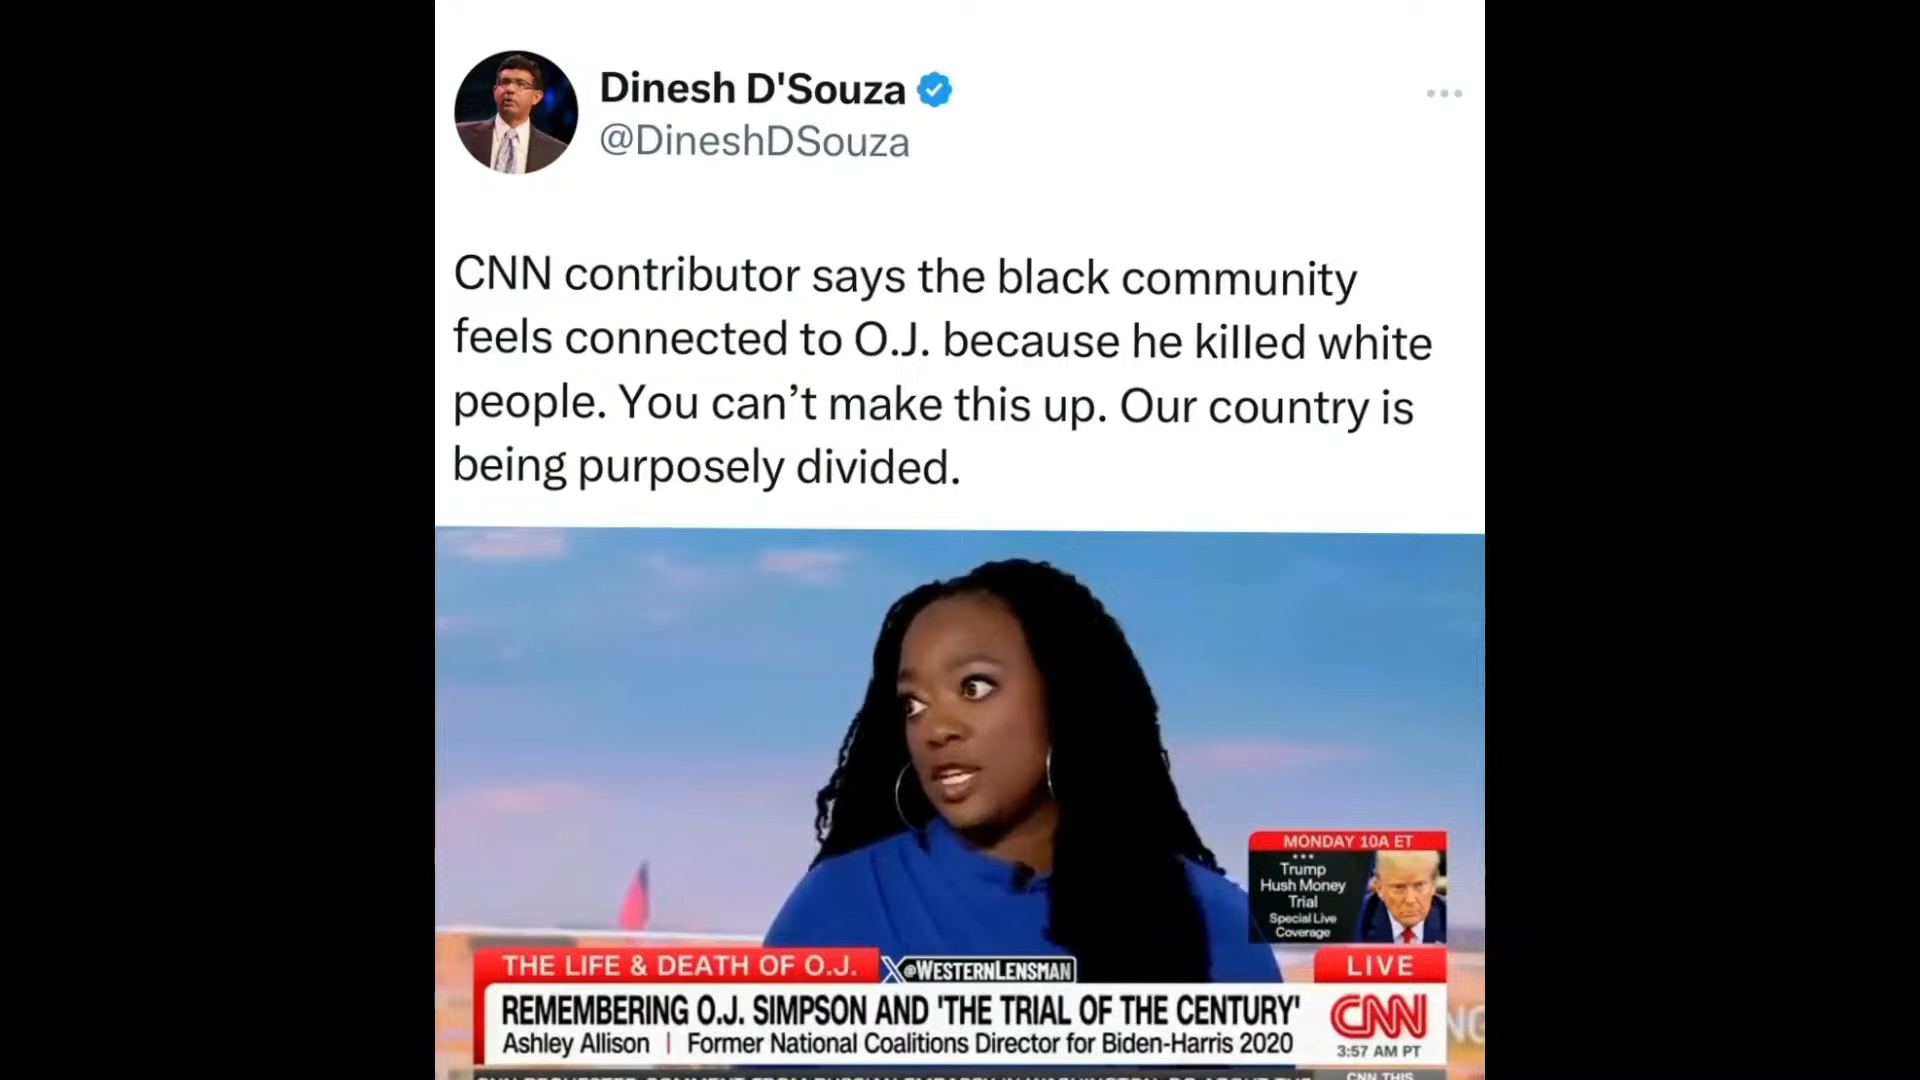 Dinesh D'Souza
@DineshDSouza
CNN contributor says the black community
feels connected to O.J. because he killed white
people. You can’t make this up. Our country is
being purposely divided.
MONDAY 10A ET
Trump
Hush Money
Trial
Special Live
Coverage
THE LIFE & DEATH OF O.J.
X@WESTERNLENSMAN
LIVE
REMEMBERING O.J. SIMPSON AND 'THE TRIAL OF THE CENTURY'
Ashley Allison | Former National Coalitions Director for Biden-Harris 2020
CNN
3:57 AM PT
CNN THIS